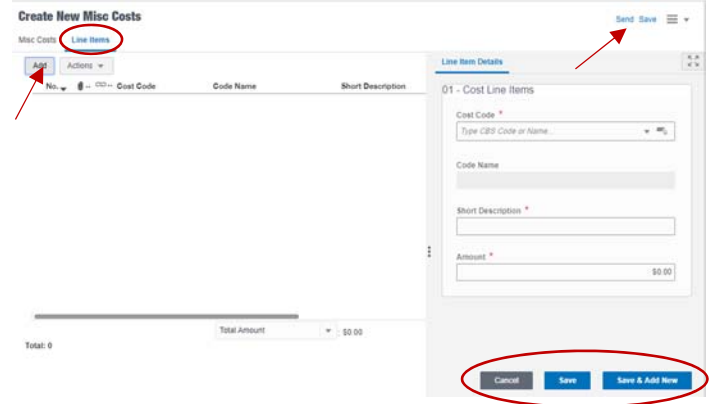 Create New Misc Costs
Send Save
Misc Costs Line Items
Add Actions
No. Cost Code Code Name Short Description
Line Item Details
01 - Cost Line Items
Cost Code *
Type CBS Code or Name...
Code Name
Short Description *
Amount *
$0.00
Total Amount $0.00
Total: 0
Cancel Save Save & Add New